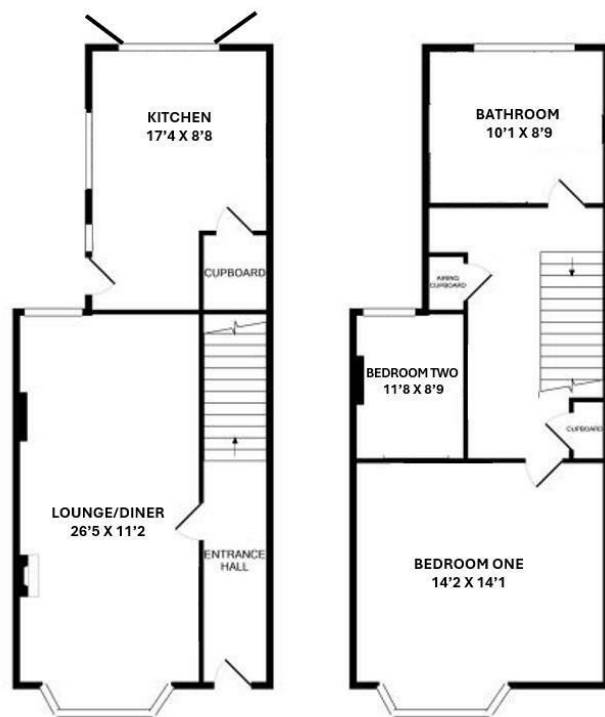 KITCHEN
17'4 X 8'8
CUPBOARD
LOUNGE/DINER
26'5 X 11'2
ENTRANCE
HALL
BATHROOM
10'1 X 8'9
AIRING
CUPBOARD
BEDROOM TWO
11'8 X 8'9
CUPBOARD
BEDROOM ONE
14'2 X 14'1